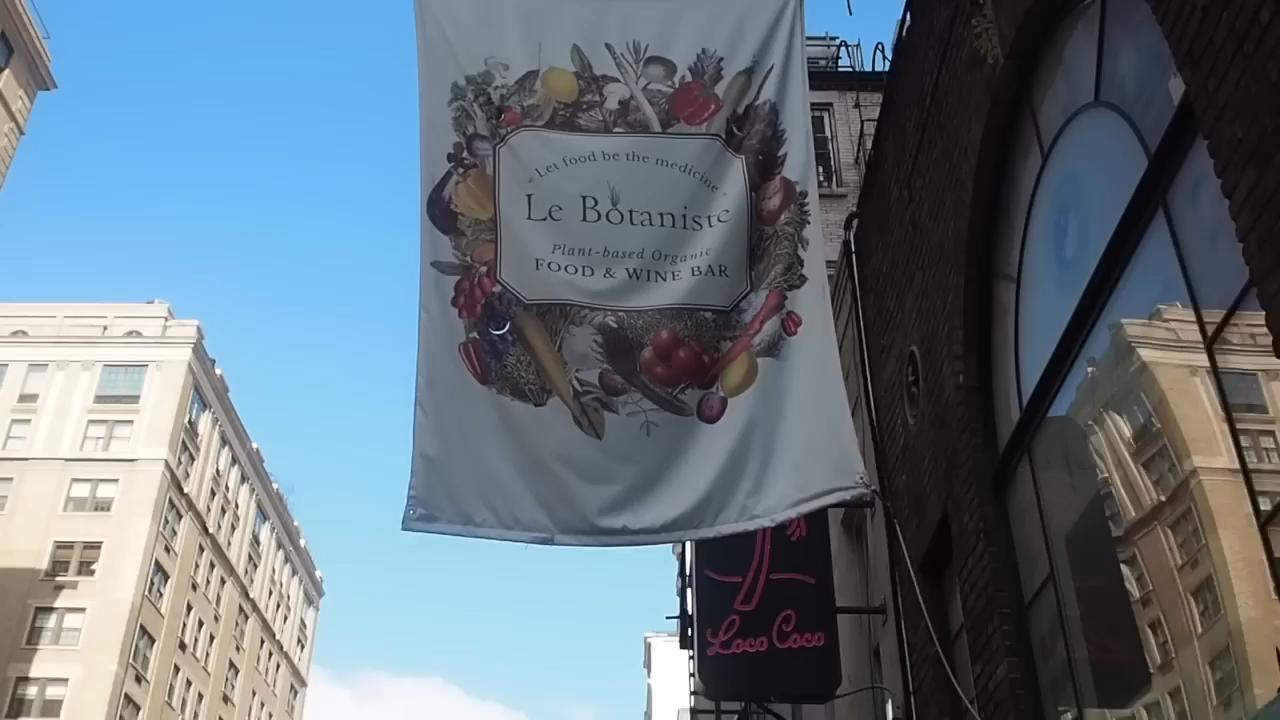 "Let food be the medicine"
Le Botaniste
Plant-based Organic
FOOD & WINE BAR
Loco Coco